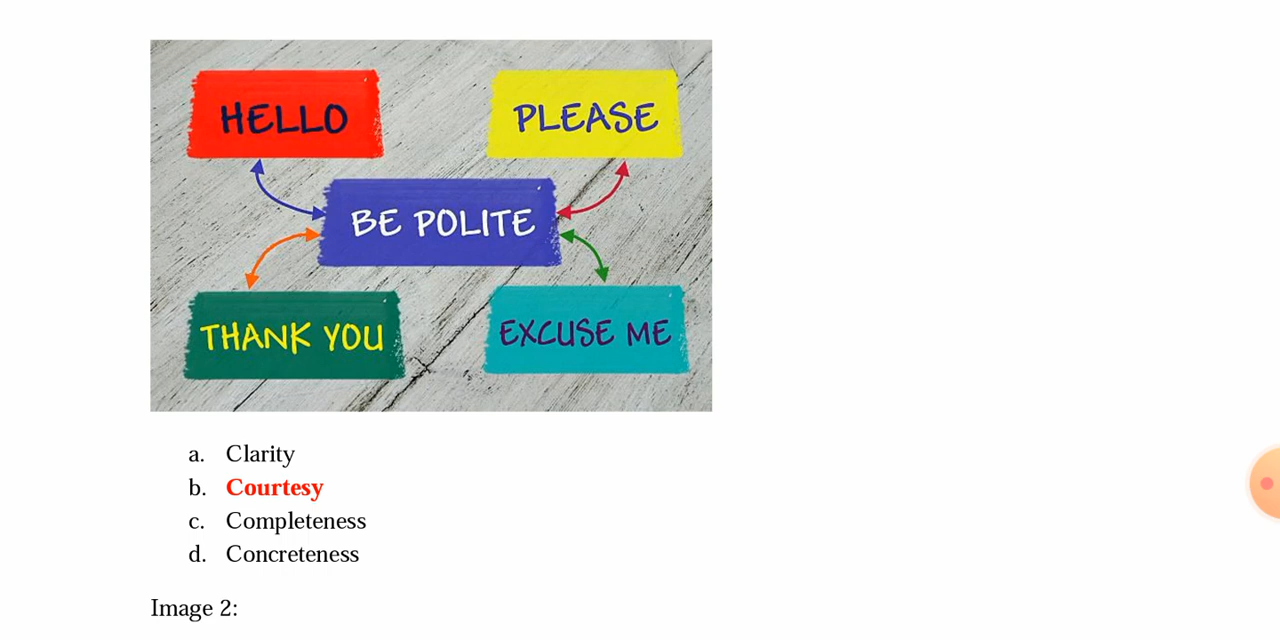 HELLO
PLEASE
BE POLITE
THANK YOU
EXCUSE ME
a. Clarity
b. Courtesy
c. Completeness
d. Concreteness
Image 2: